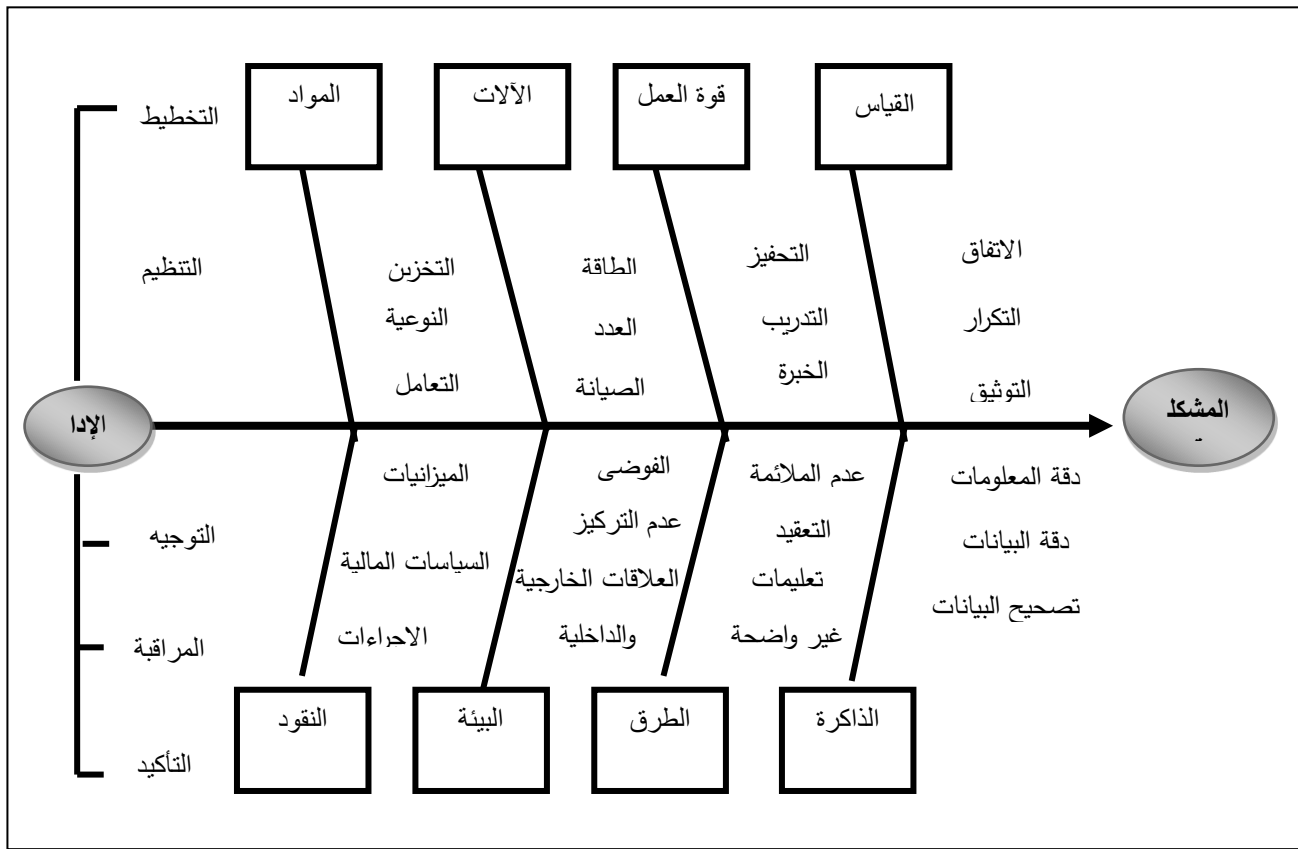 المواد
الآلات
قوة العمل
القياس
التخطيط
التنظيم
التخزين
النوعية
التعامل
الطاقة
العدد
الصيانة
التحفيز
التدريب
الخبرة
الاتفاق
التكرار
التوثيق
الإدا
المشكل
التوجيه
المراقبة
التأكيد
الميزانيات
السياسات المالية
الاجراءات
الفوضى
عدم التركيز
العلاقات الخارجية
والداخلية
عدم الملائمة
التعقيد
تعليمات
غير واضحة
دقة المعلومات
دقة البيانات
تصحيح البيانات
النقود
البيئة
الطرق
الذاكرة